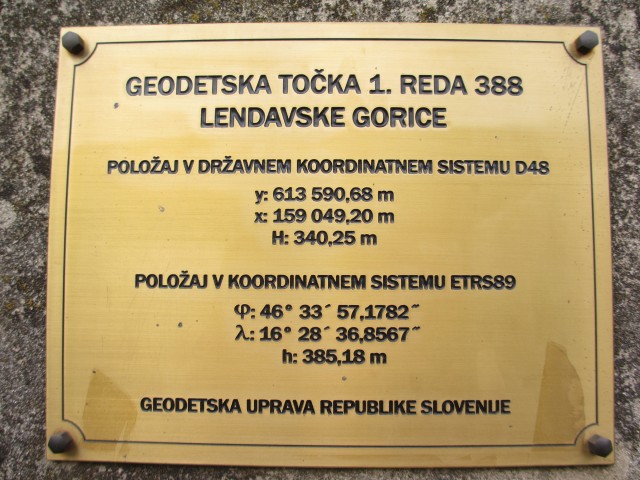 GEODETSKA TOČKA 1. REDA 388
LENDAVSKE GORICE
POLOŽAJ V DRŽAVNEM KOORDINATNEM SISTEMU D48
y: 613 590,68 m
x: 159 049,20 m
H: 340,25 m
POLOŽAJ V KOORDINATNEM SISTEMU ETRS89
φ: 46° 33´ 57,1782˝
λ: 16° 28´ 36,8567˝
h: 385,18 m
GEODETSKA UPRAVA REPUBLIKE SLOVENIJE